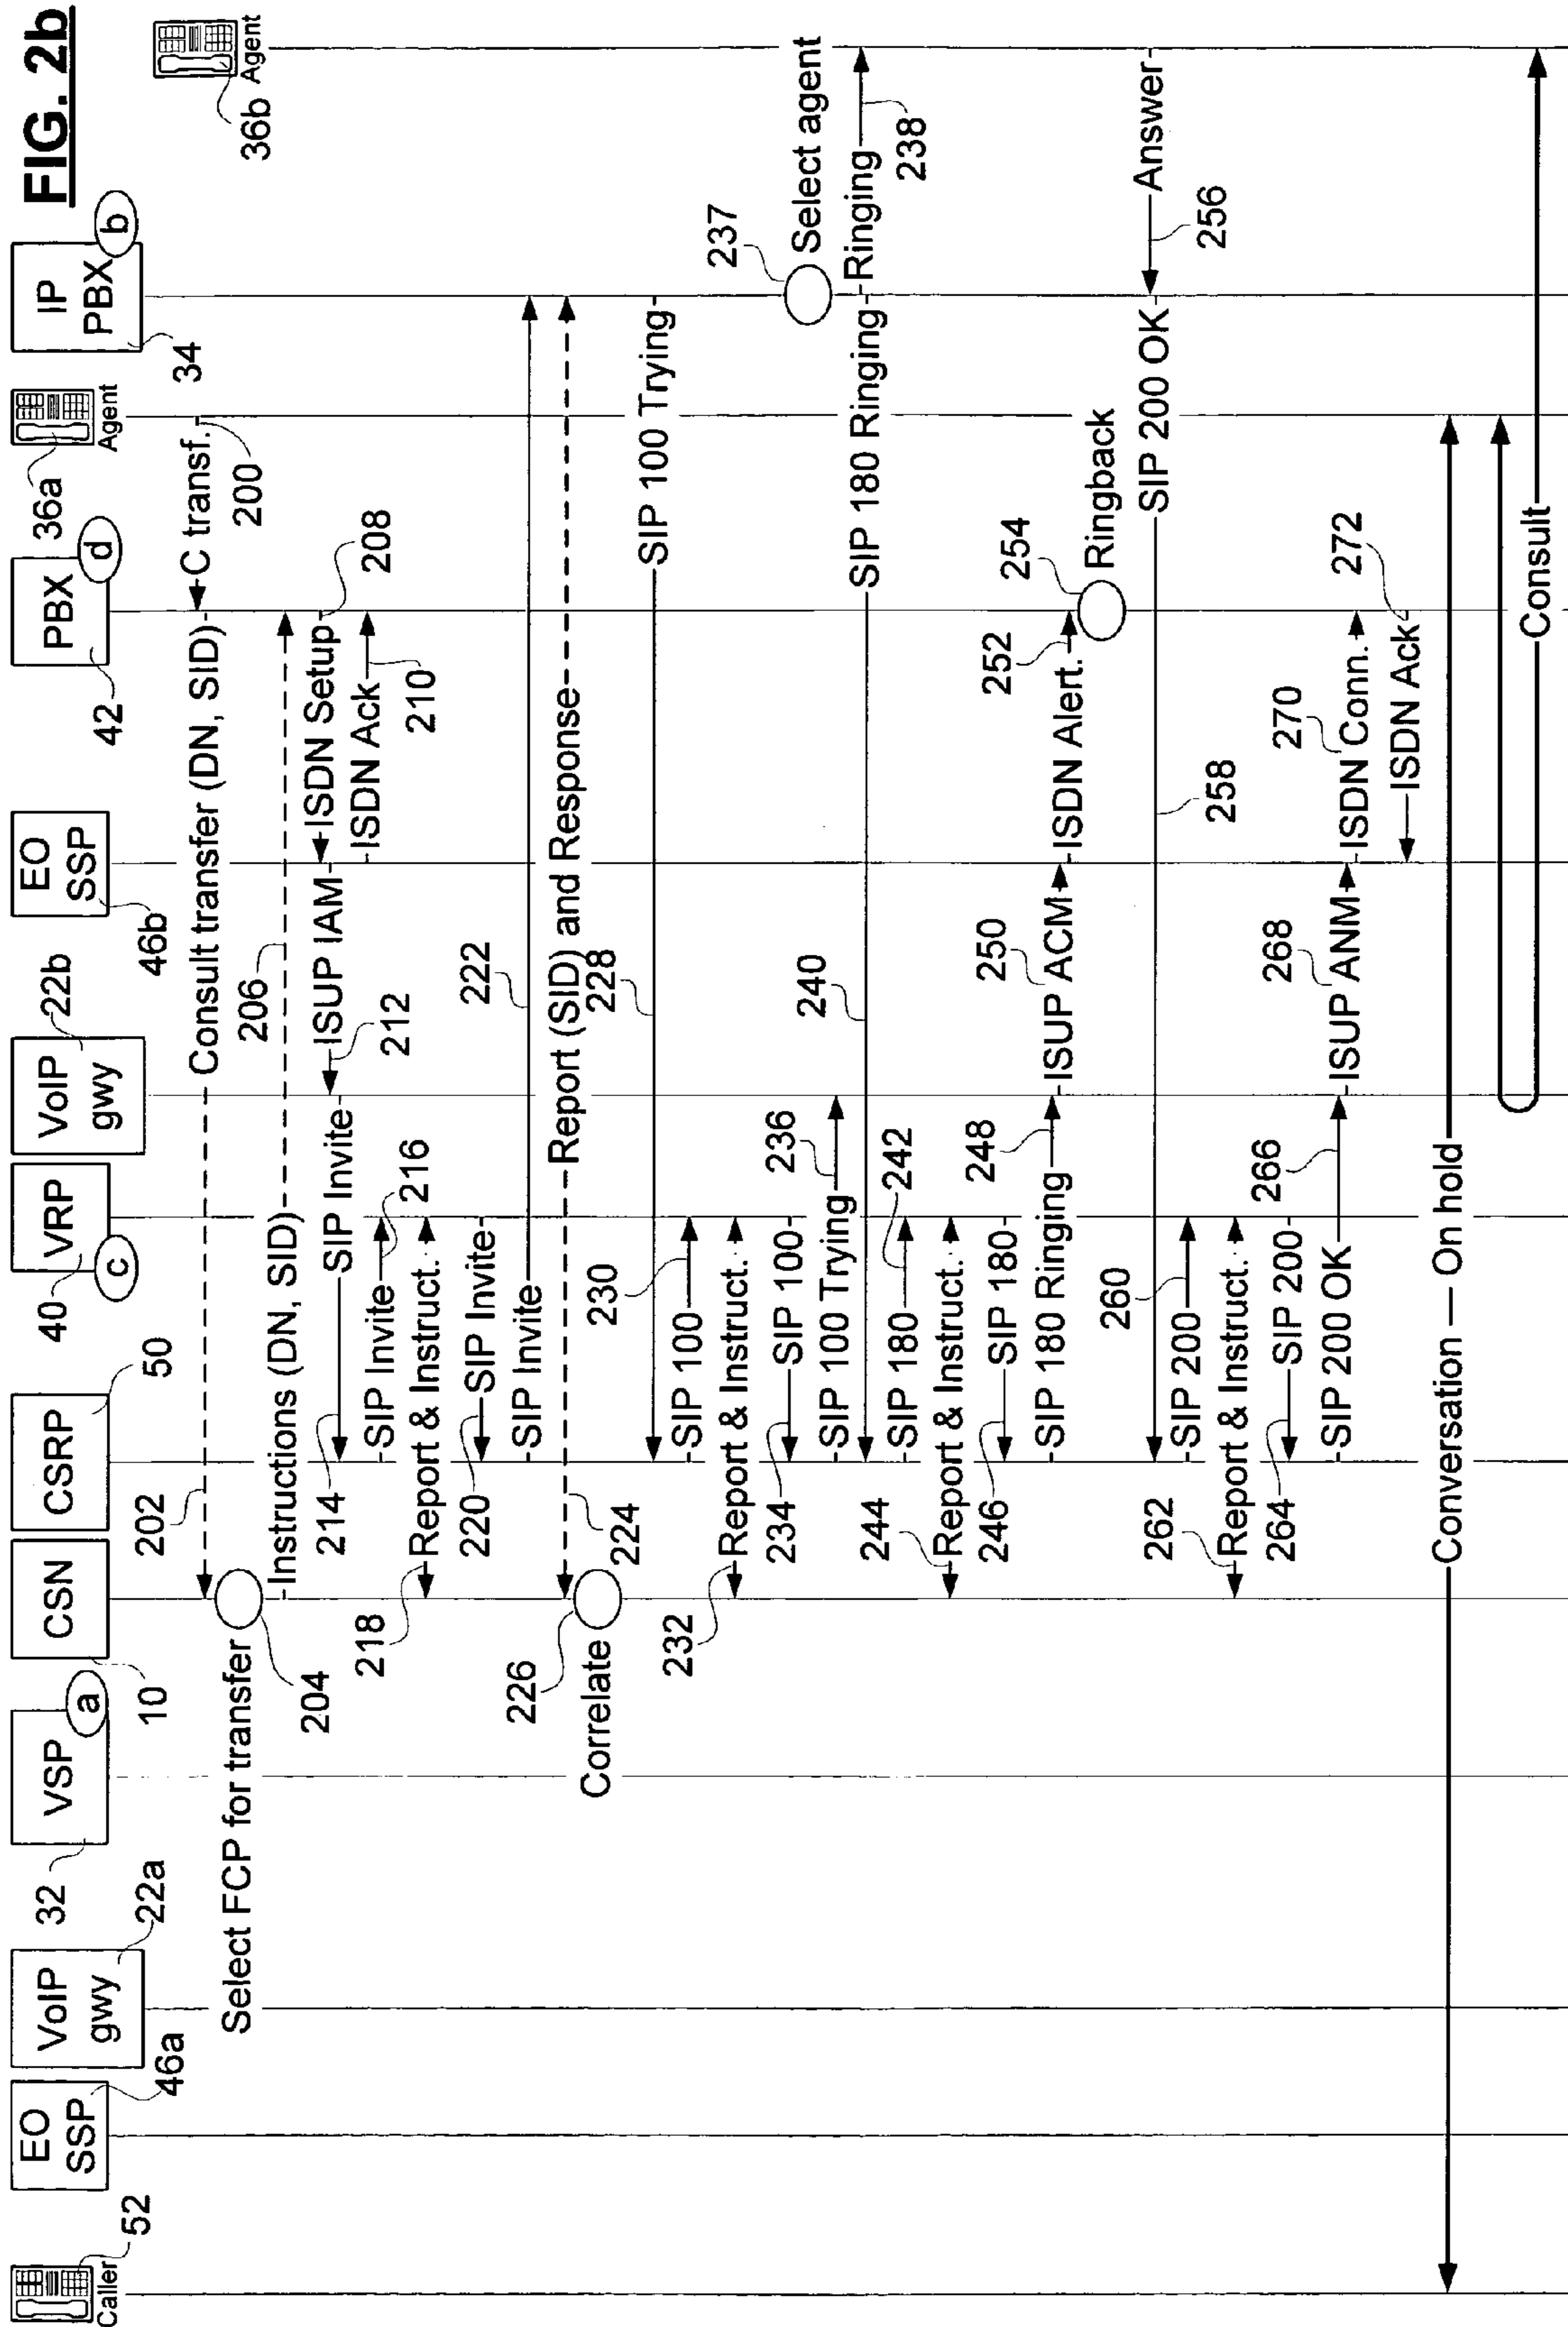 FIG. 2b
Caller
52
EO
SSP
46a
VoIP
gwy
22a
VSP
a
32
CSN
10
CSRP
50
VRP
c
40
VoIP
gwy
22b
EO
SSP
46b
PBX
d
42
Agent
36a
IP
PBX
b
34
Agent
36b
C transf.
200
Consult transfer (DN, SID)
202
Select FCP for transfer
204
Instructions (DN, SID)
206
ISDN Setup
208
ISUP IAM
212
SIP Invite
214
ISDN Ack
210
SIP Invite
216
Report & Instruct.
218
SIP Invite
220
SIP Invite
222
Report (SID) and Response
224
Correlate
226
SIP 100 Trying
228
SIP 100
230
Report & Instruct.
232
SIP 100
234
SIP 100 Trying
236
Select agent
237
Ringing
238
SIP 180 Ringing
240
SIP 180
242
Report & Instruct.
244
SIP 180
246
SIP 180 Ringing
248
ISUP ACM
250
ISDN Alert.
252
Ringback
254
Answer
256
SIP 200 OK
258
SIP 200
260
Report & Instruct.
262
SIP 200
264
SIP 200 OK
266
ISUP ANM
268
ISDN Conn.
270
ISDN Ack
272
Conversation — On hold
Consult